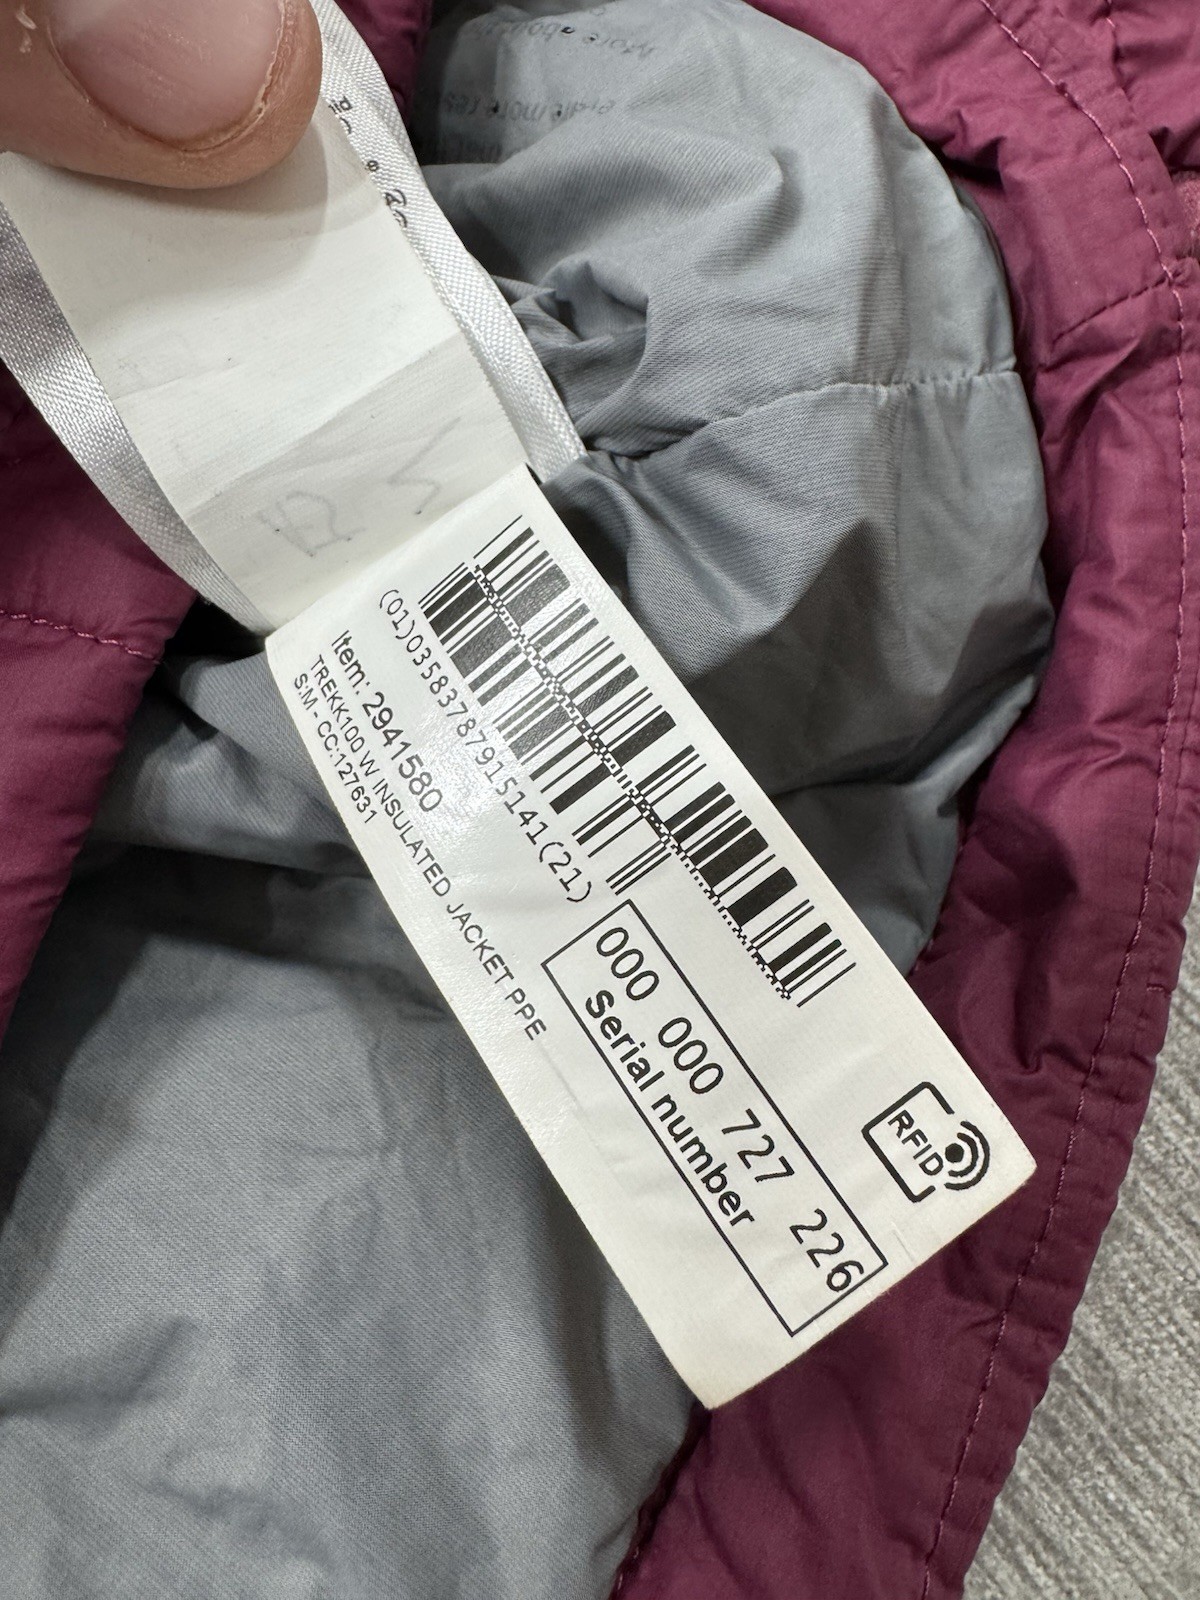 (01)03583787915141(21)
Item: 2941580
TREKK100 W INSULATED JACKET PPE
S:M - CC:127631
000 000 727 226
Serial number
RFID